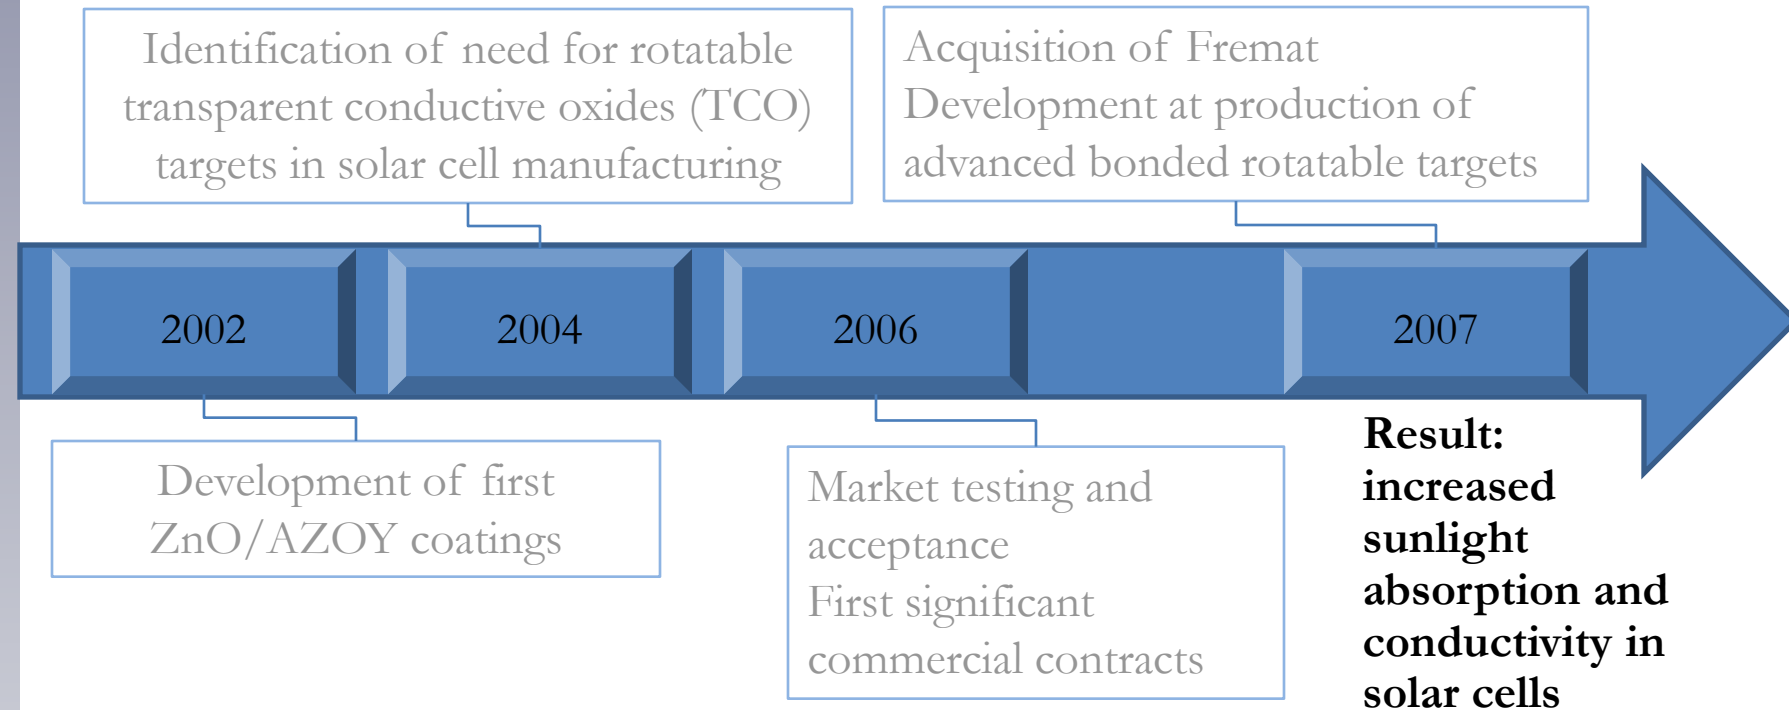 Identification of need for rotatable
transparent conductive oxides (TCO)
targets in solar cell manufacturing
Acquisition of Fremat
Development at production of
advanced bonded rotatable targets
2002
2004
2006
2007
Development of first
ZnO/AZOY coatings
Market testing and
acceptance
First significant
commercial contracts
Result:
increased
sunlight
absorption and
conductivity in
solar cells